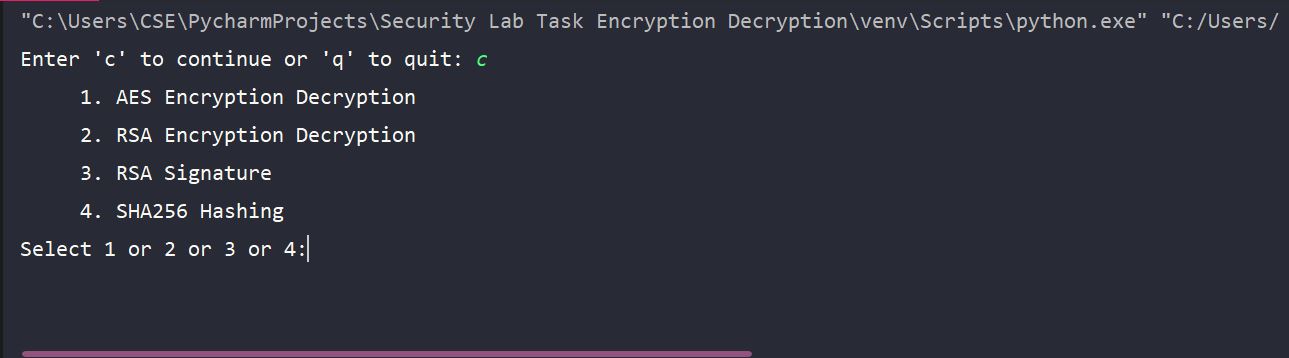 "C:\Users\CSE\PycharmProjects\Security Lab Task Encryption Decryption\venv\Scripts\python.exe" "C:/Users/
Enter 'c' to continue or 'q' to quit: c
1. AES Encryption Decryption
2. RSA Encryption Decryption
3. RSA Signature
4. SHA256 Hashing
Select 1 or 2 or 3 or 4: